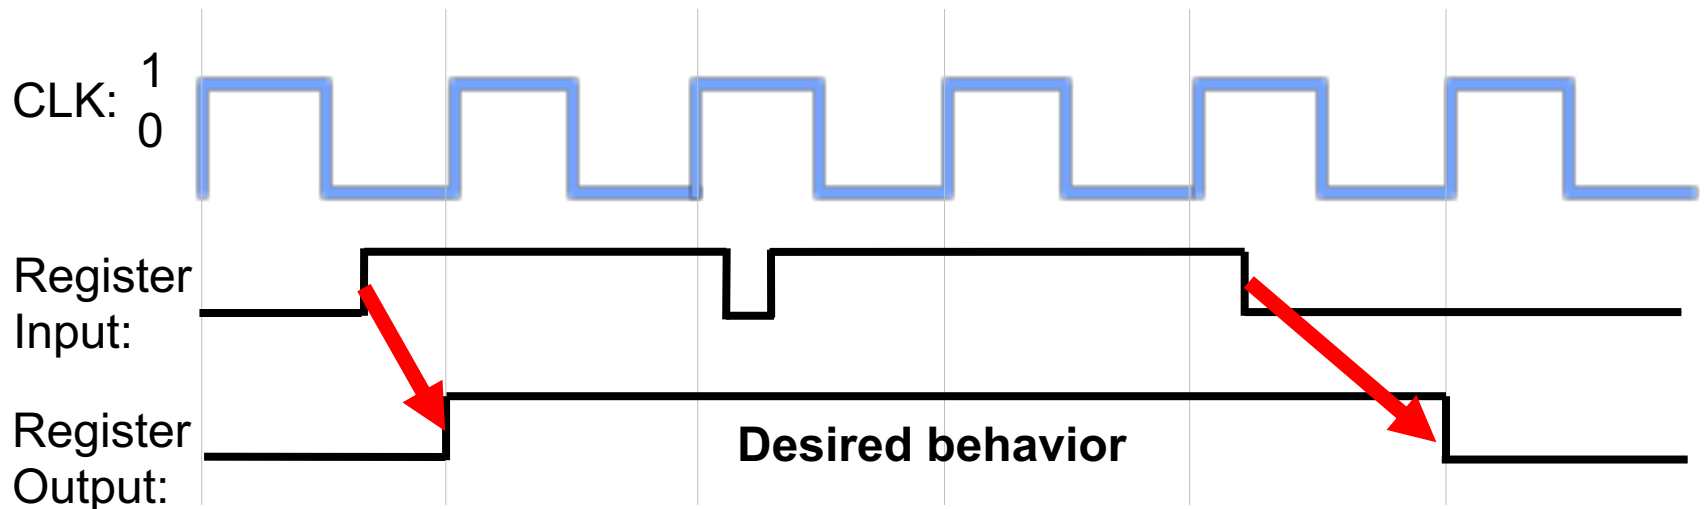 CLK:
1
0
Register
Input:
Register
Output:
Desired behavior